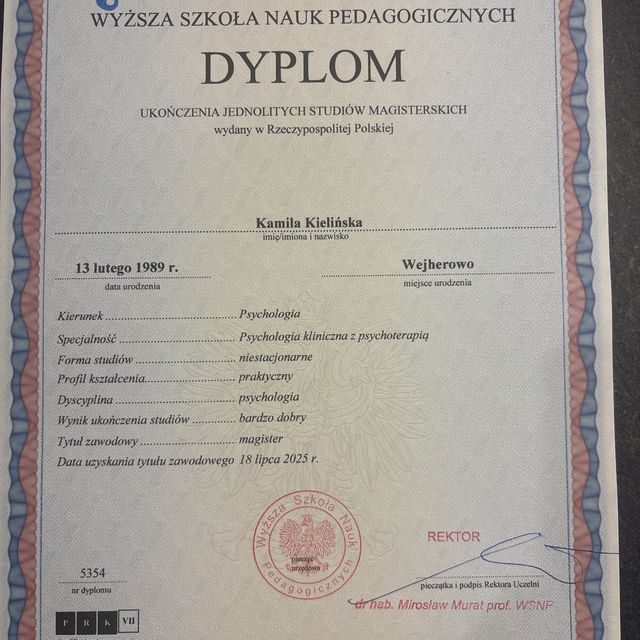 WYŻSZA SZKOŁA NAUK PEDAGOGICZNYCH
DYPLOM
UKOŃCZENIA JEDNOLITYCH STUDIÓW MAGISTERSKICH
wydany w Rzeczypospolitej Polskiej
Kamila Kielińska
imię/imiona i nazwisko
13 lutego 1989 r. Wejherowo
data urodzenia miejsce urodzenia
Kierunek ........................................ Psychologia
Specjalność ................................... Psychologia kliniczna z psychoterapią
Forma studiów .............................. niestacjonarne
Profil kształcenia........................... praktyczny
Dyscyplina .................................... psychologia
Wynik ukończenia studiów ............. bardzo dobry
Tytuł zawodowy ............................ magister
Data uzyskania tytułu zawodowego 18 lipca 2025 r.
Wyższa Szkoła Nauk Pedagogicznych
pieczęć
urzędowa
REKTOR
5354
nr dyplomu
pieczątka i podpis Rektora Uczelni
dr hab. Mirosław Murat prof. WSNP
P R K VII